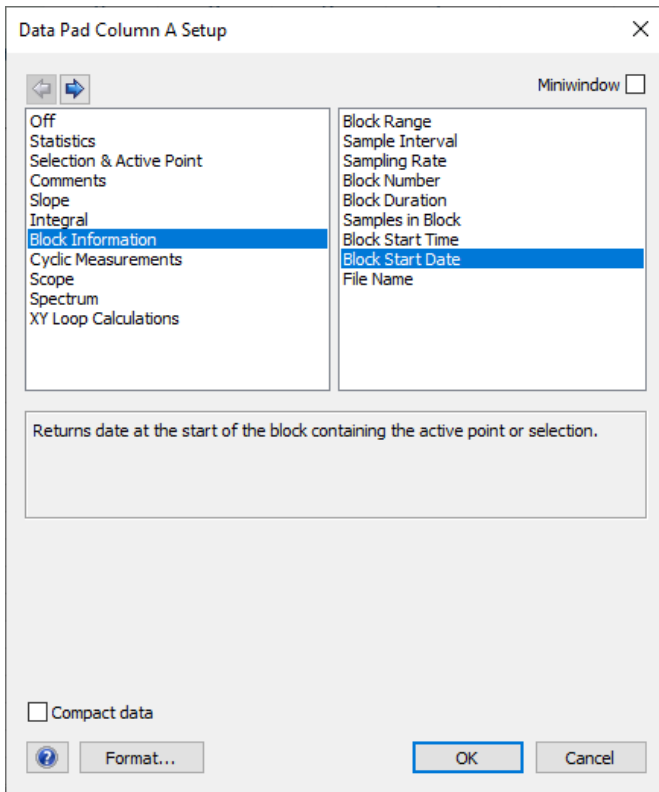 Data Pad Column A Setup
Miniwindow
Off
Statistics
Selection & Active Point
Comments
Slope
Integral
Block Information
Cyclic Measurements
Scope
Spectrum
XY Loop Calculations
Block Range
Sample Interval
Sampling Rate
Block Number
Block Duration
Samples in Block
Block Start Time
Block Start Date
File Name
Returns date at the start of the block containing the active point or selection.
Compact data
Format...
OK
Cancel